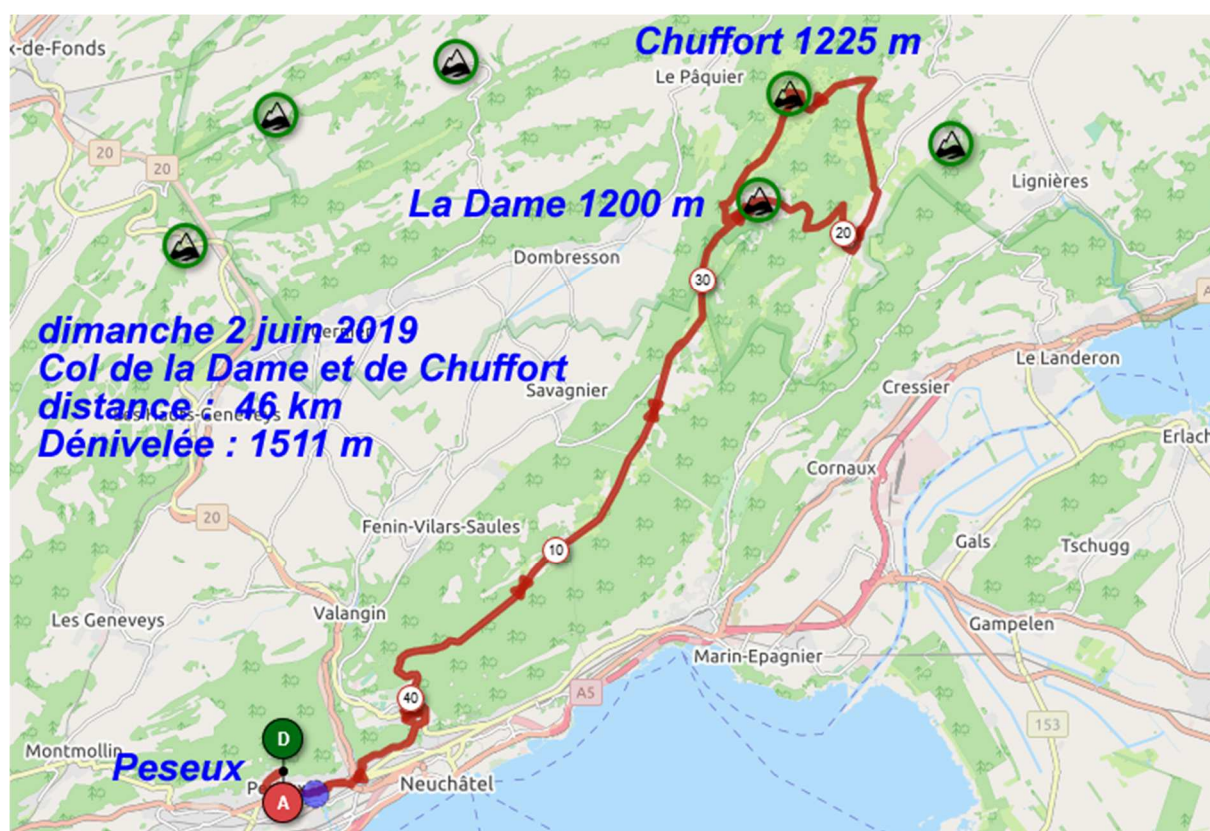 x-de-Fonds
Chuffort 1225 m
Le Pâquier
20
20
Lignières
La Dame 1200 m
20
Dombresson
30
dimanche 2 juin 2019
Col de la Dame et de Chuffort
distance : 46 km
Dénivelée : 1511 m
Le Landeron
Savagnier
Cressier
Erlach
Cornaux
20
Fenin-Vilars-Saules
10
Gals
Tschugg
Valangin
Les Geneveys
Gampelen
Marin-Epagnier
40
A5
153
D
Montmollin
Peseux
Neuchâtel
A